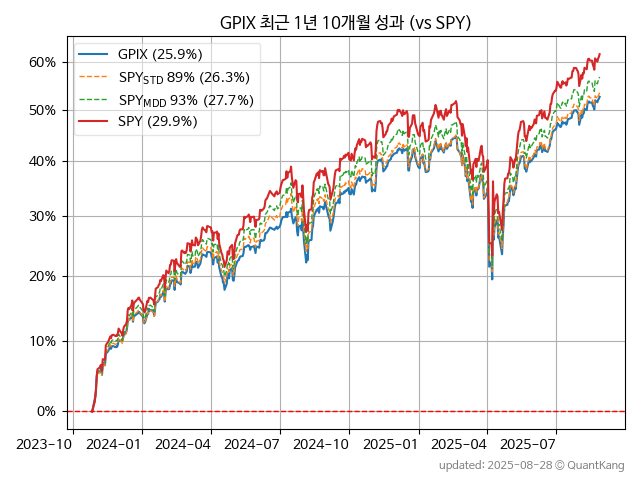 GPIX 최근 1년 10개월 성과 (vs SPY)
GPIX (25.9%)
SPY_STD 89% (26.3%)
SPY_MDD 93% (27.7%)
SPY (29.9%)
60%
50%
40%
30%
20%
10%
0%
2023-10 2024-01 2024-04 2024-07 2024-10 2025-01 2025-04 2025-07
updated: 2025-08-28 © QuantKang